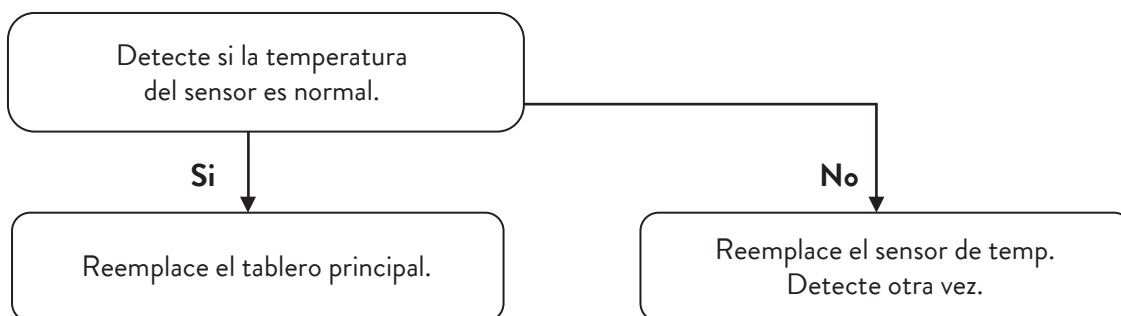 Detecte si la temperatura
del sensor es normal.
Si
No
Reemplace el tablero principal.
Reemplace el sensor de temp.
Detecte otra vez.